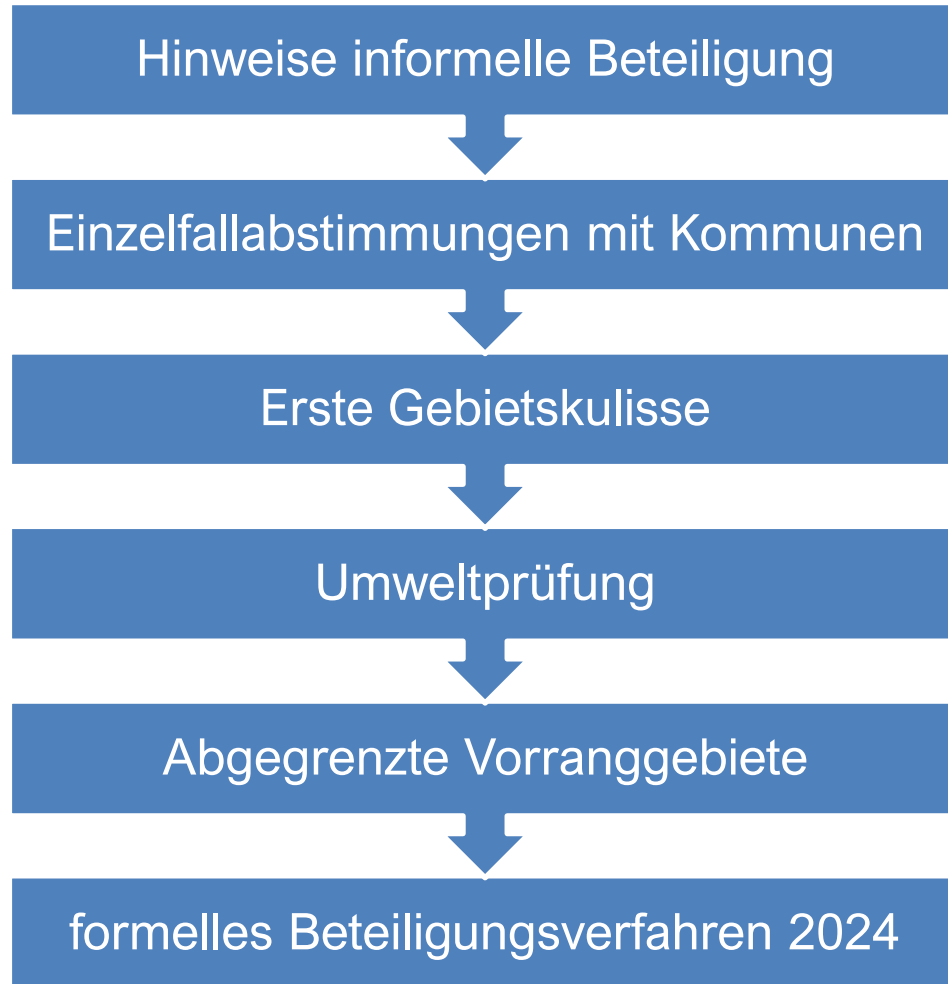 Hinweise informelle Beteiligung
Einzelfallabstimmungen mit Kommunen
Erste Gebietskulisse
Umweltprüfung
Abgegrenzte Vorranggebiete
formelles Beteiligungsverfahren 2024